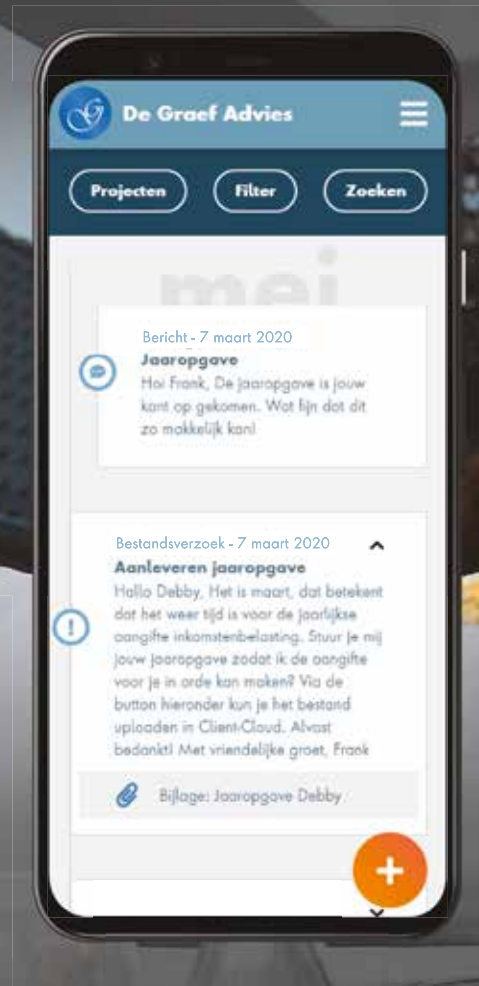 De Graef Advies
Projecten
Filter
Zoeken
mei
Bericht - 7 maart 2020
Jaaropgave
Hoi Frank, De jaaropgave is jouw
kant op gekomen. Wat fijn dat dit
zo makkelijk kan!
Bestandsverzoek - 7 maart 2020
Aanleveren jaaropgave
Hallo Debby, Het is maart, dat betekent
dat het weer tijd is voor de jaarlijkse
aangifte inkomstenbelasting. Stuur je mij
jouw jaaropgave zodat ik de aangifte
voor je in orde kan maken? Via de
button hieronder kun je het bestand
uploaden in Client-Cloud. Alvast
bedankt! Met vriendelijke groet, Frank
Bijlage: Jaaropgave Debby